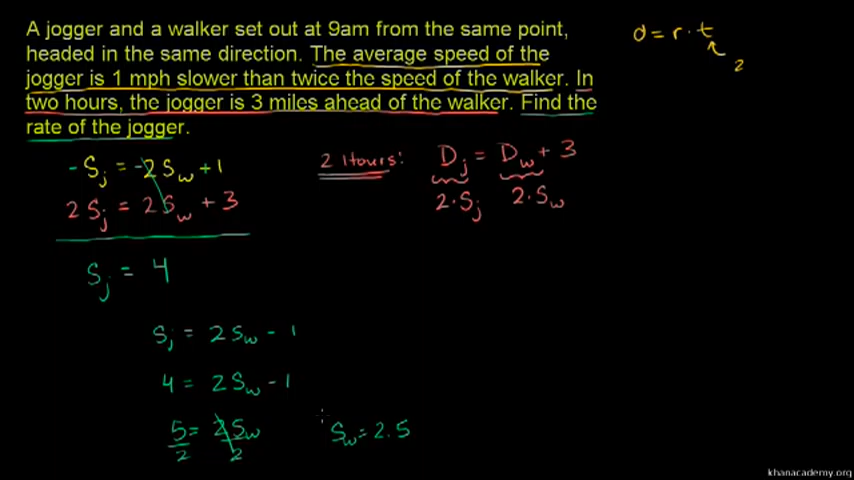 A jogger and a walker set out at 9am from the same point,
headed in the same direction. The average speed of the
jogger is 1 mph slower than twice the speed of the walker. In
two hours, the jogger is 3 miles ahead of the walker. Find the
rate of the jogger.
d = r · t
2
-Sj = -2Sw + 1
2Sj = 2Sw + 3
Sj = 4
2 Hours: Dj = Dw + 3
2·Sj 2·Sw
Sj = 2Sw - 1
4 = 2Sw - 1
5 = 2Sw
2 2
Sw = 2.5
khanacademy.org